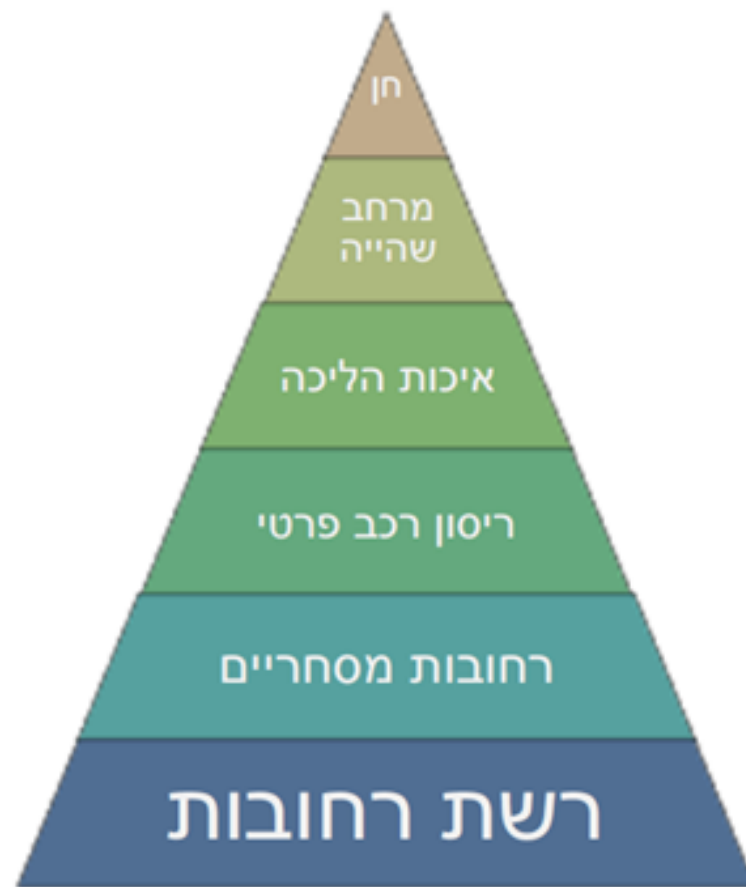 חן
מרחב
שהייה
איכות הליכה
ריסון רכב פרטי
רחובות מסחריים
רשת רחובות